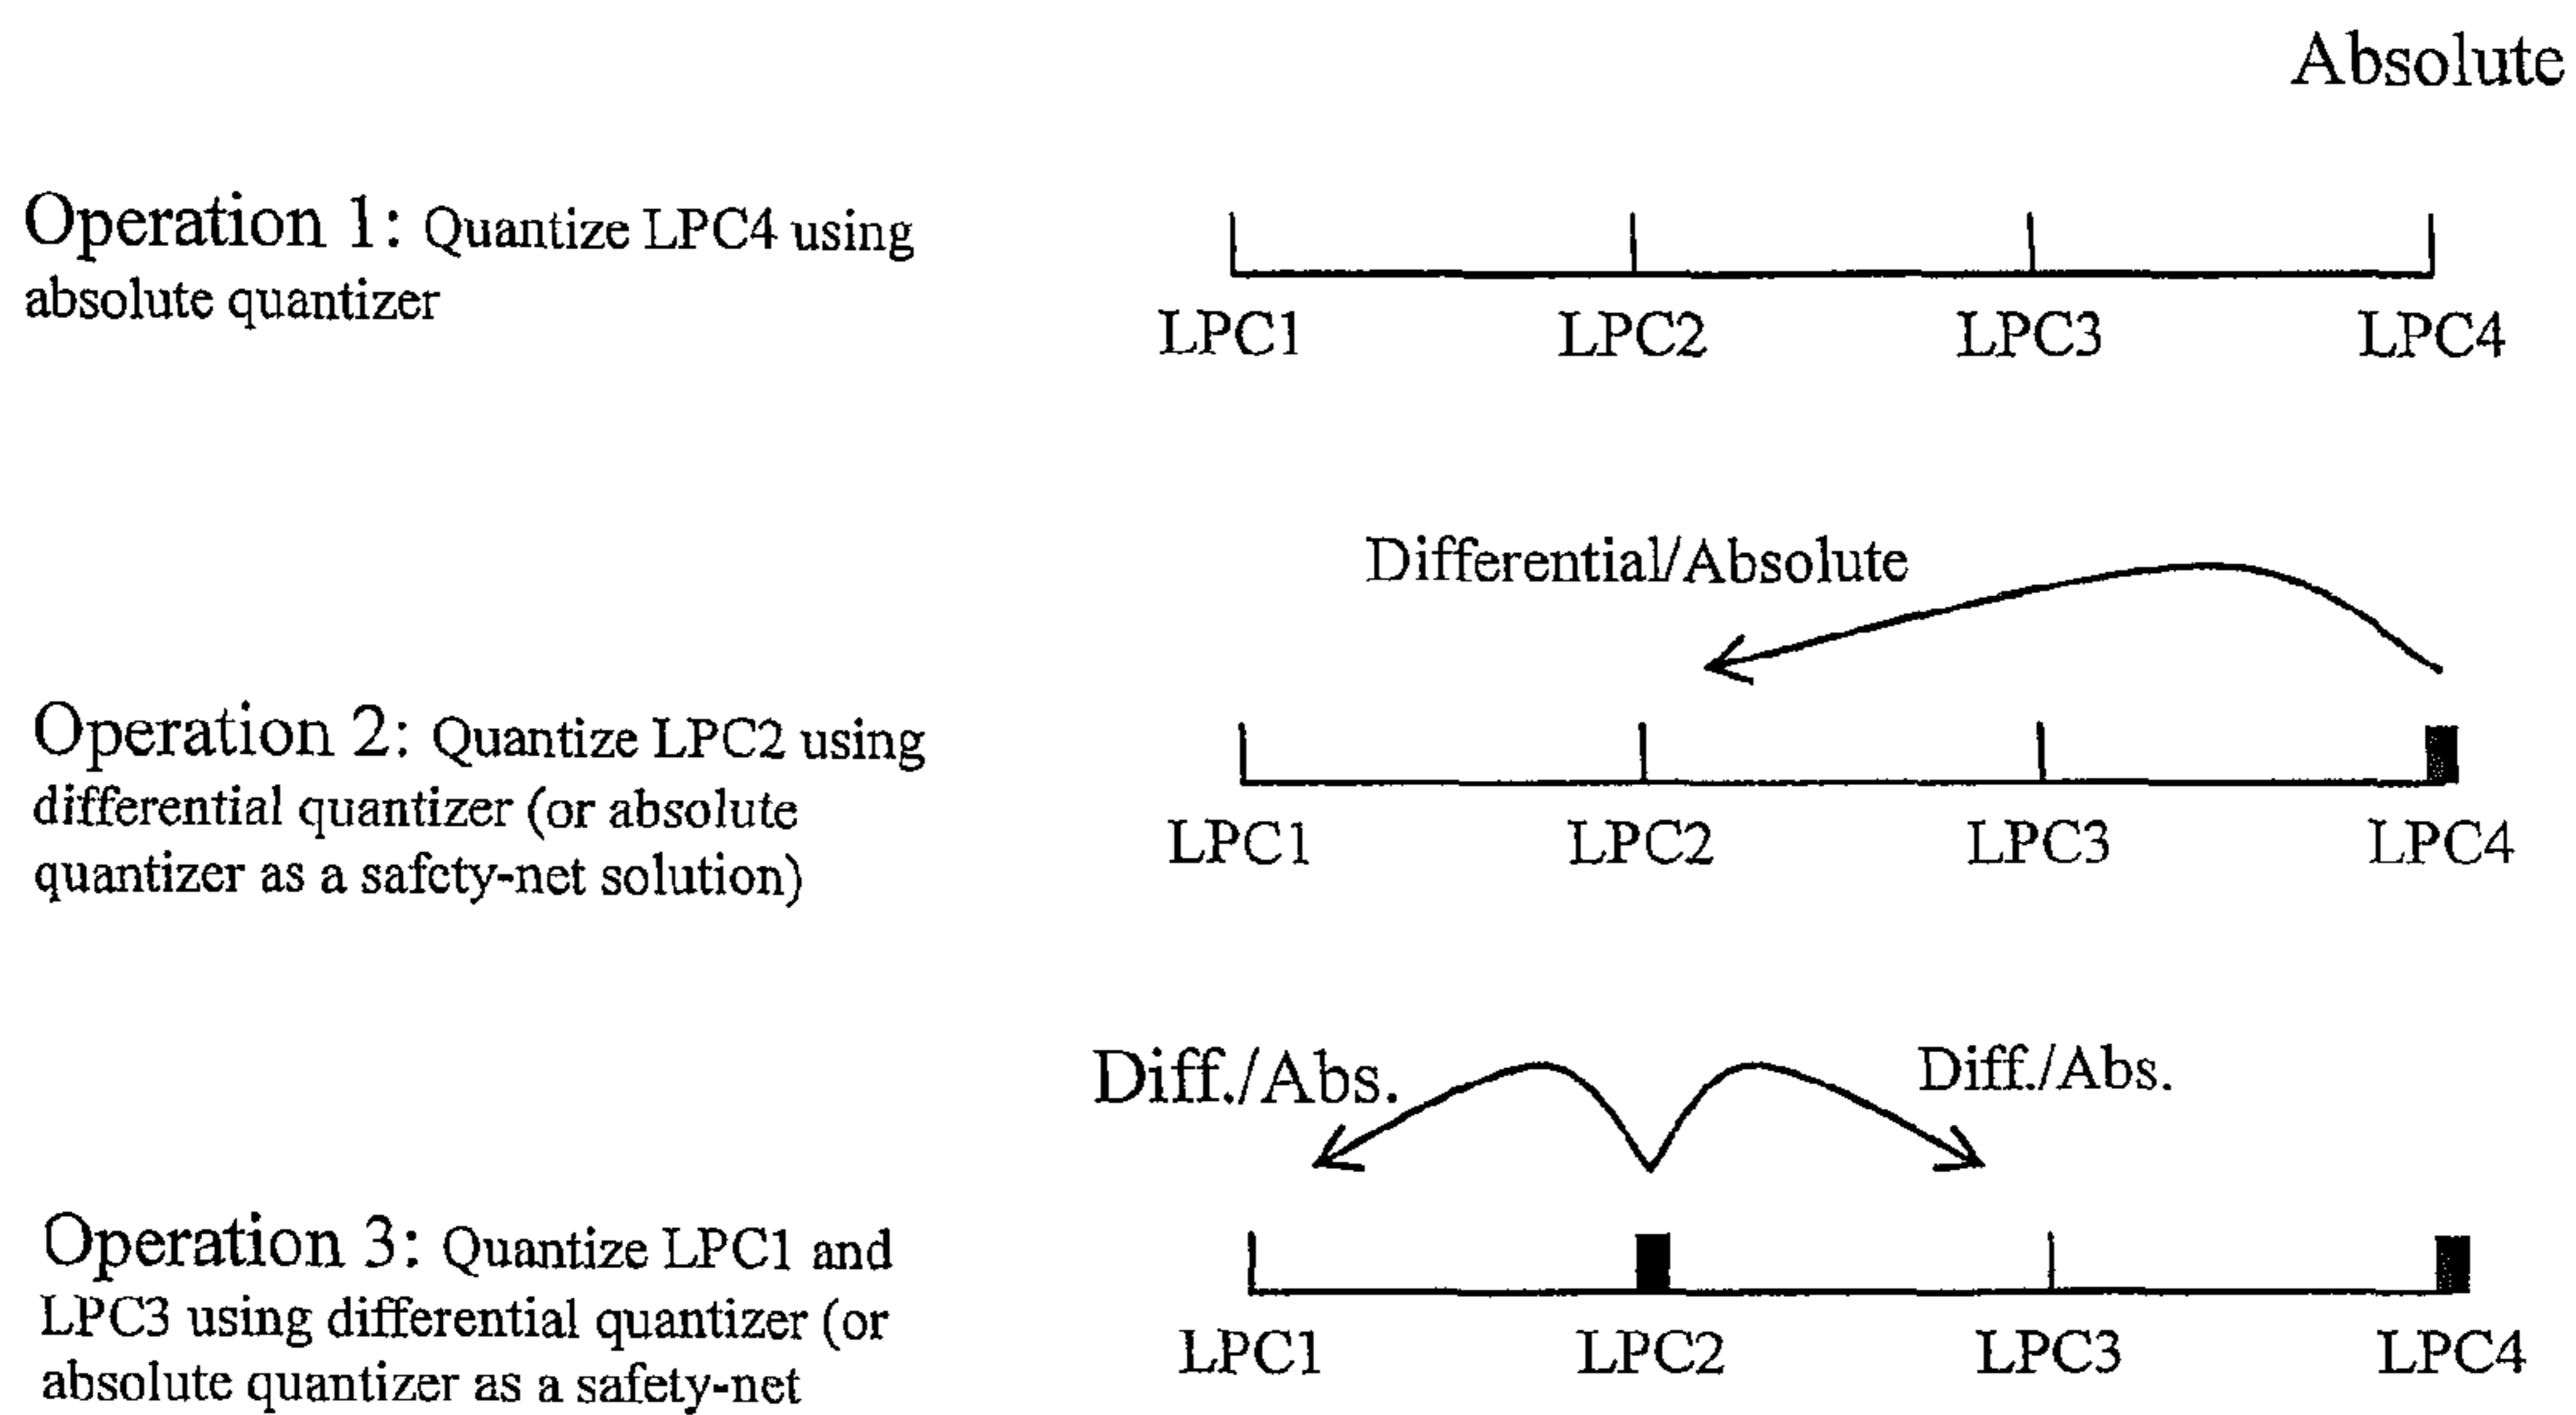 Absolute
Operation 1: Quantize LPC4 using
absolute quantizer
LPC1 LPC2 LPC3 LPC4
Differential/Absolute
Operation 2: Quantize LPC2 using
differential quantizer (or absolute
quantizer as a safety-net solution)
LPC1 LPC2 LPC3 LPC4
Diff./Abs. Diff./Abs.
Operation 3: Quantize LPC1 and
LPC3 using differential quantizer (or
absolute quantizer as a safety-net
LPC1 LPC2 LPC3 LPC4